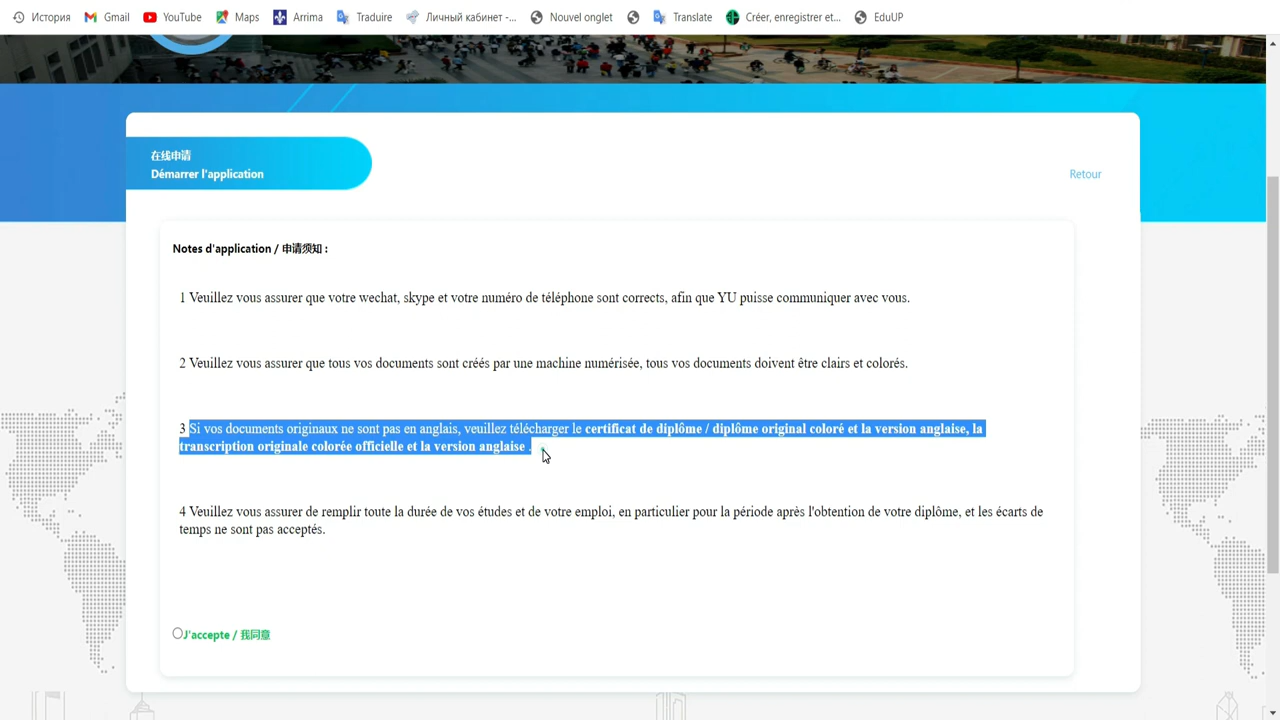 История Gmail YouTube Maps Arrima Traduire Личный кабинет -... Nouvel onglet Translate Créer, enregistrer et... EduUP
在线申请
Démarrer l'application
Retour
Notes d'application / 申请须知 :
1 Veuillez vous assurer que votre wechat, skype et votre numéro de téléphone sont corrects, afin que YU puisse communiquer avec vous.
2 Veuillez vous assurer que tous vos documents sont créés par une machine numérisée, tous vos documents doivent être clairs et colorés.
3 Si vos documents originaux ne sont pas en anglais, veuillez télécharger le certificat de diplôme / diplôme original coloré et la version anglaise, la
transcription originale colorée officielle et la version anglaise .
4 Veuillez vous assurer de remplir toute la durée de vos études et de votre emploi, en particulier pour la période après l'obtention de votre diplôme, et les écarts de
temps ne sont pas acceptés.
J'accepte / 我同意